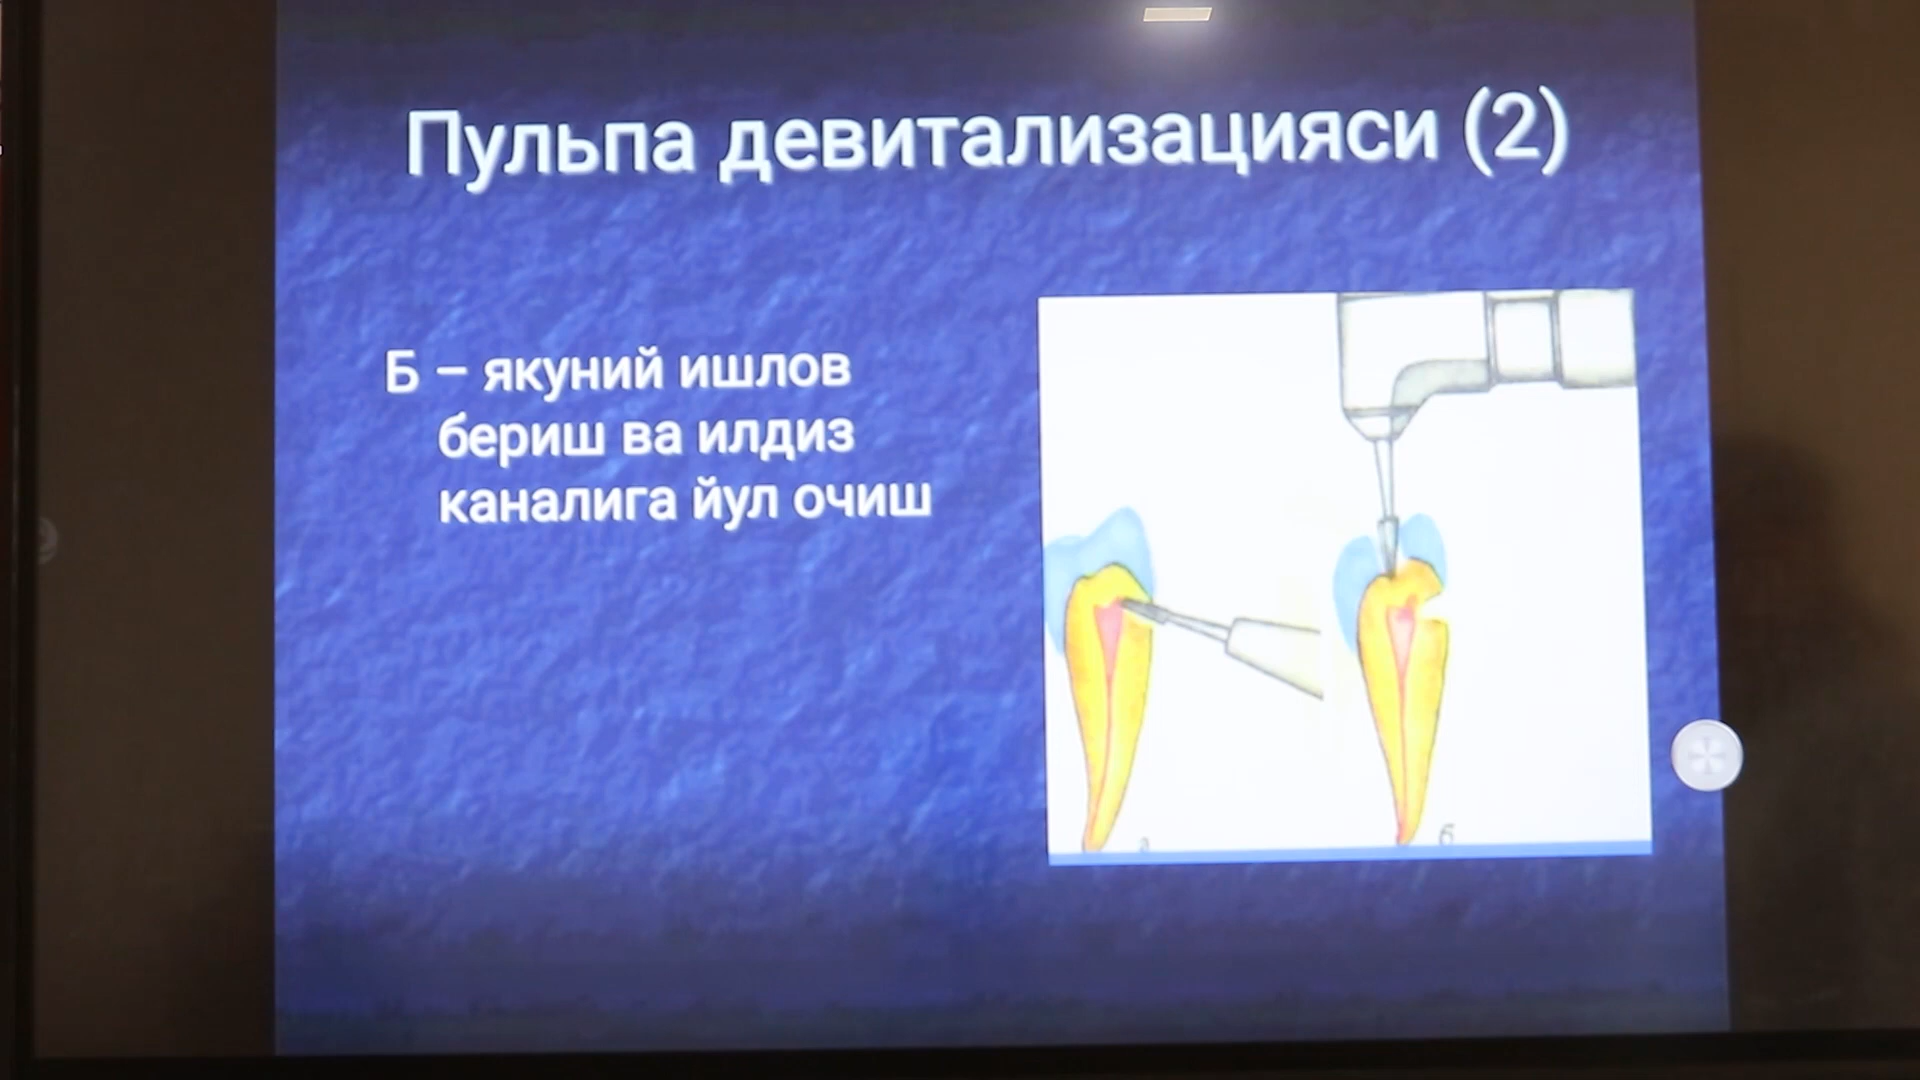 Пульпа девитализацияси (2)
Б – якуний ишлов
бериш ва илдиз
каналига йул очиш
а
б